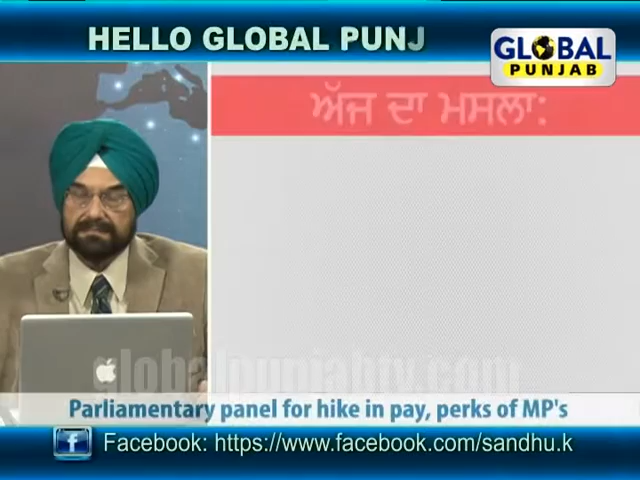 HELLO GLOBAL PUNJ
GLOBAL
PUNJAB
ਅੱਜ ਦਾ ਮਸਲਾ:
globalpunjabtv.com
Parliamentary panel for hike in pay, perks of MP's
f Facebook: https://www.facebook.com/sandhu.k